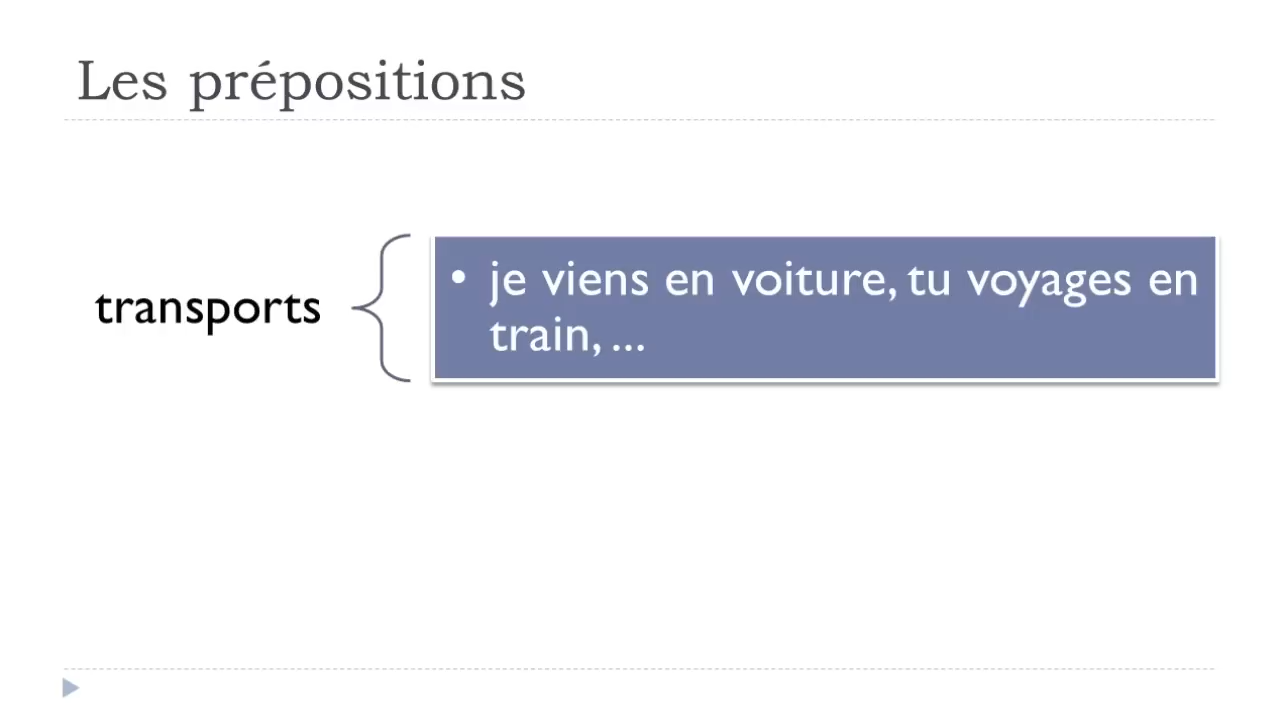 Les prépositions
transports
• je viens en voiture, tu voyages en
train, ...